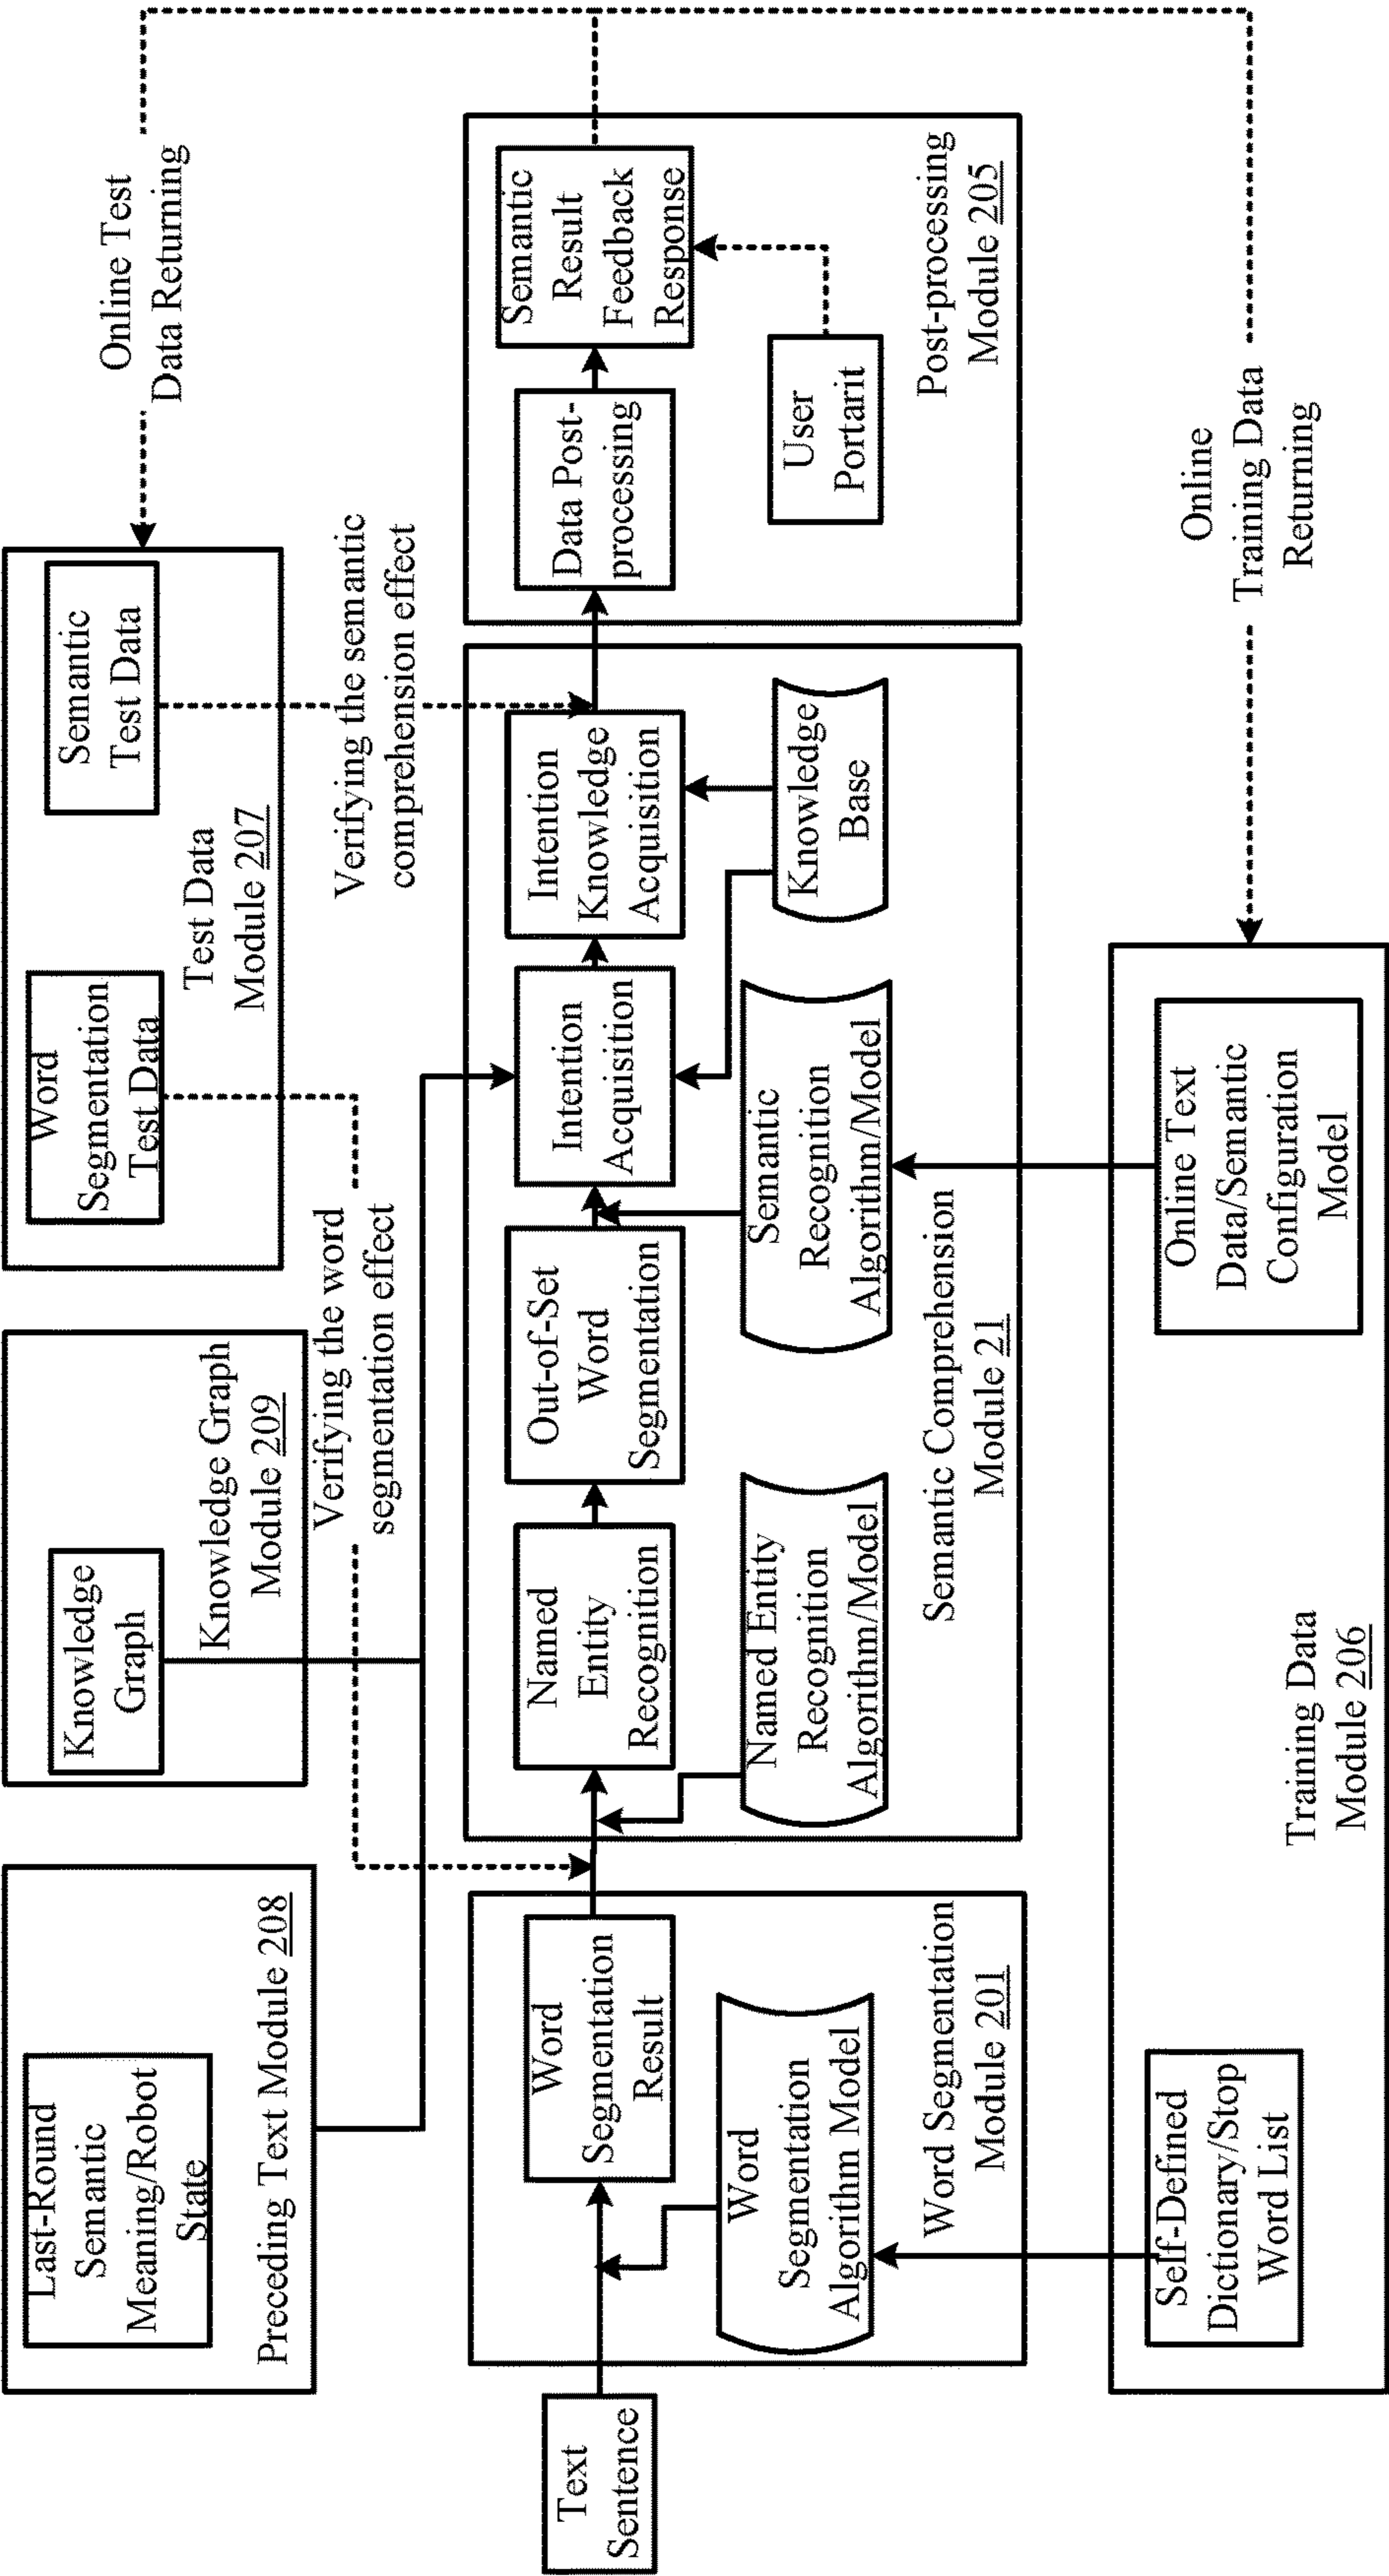 Last-Round
Semantic
Meaning/Robot
State
Preceding Text Module 208
Knowledge
Graph
Knowledge Graph
Module 209
Word
Segmentation
Test Data
Semantic
Test Data
Test Data
Module 207
Online Test
Data Returning
Verifying the word
segmentation effect
Verifying the semantic
comprehension effect
Text
Sentence
Word
Segmentation
Result
Word
Segmentation
Algorithm Model
Word Segmentation
Module 201
Named
Entity
Recognition
Out-of-Set
Word
Segmentation
Intention
Acquisition
Intention
Knowledge
Acquisition
Named Entity
Recognition
Algorithm/Model
Semantic
Recognition
Algorithm/Model
Knowledge
Base
Semantic Comprehension
Module 21
Data Post-
processing
Semantic
Result
Feedback
Response
User
Portarit
Post-processing
Module 205
Self-Defined
Dictionary/Stop
Word List
Training Data
Module 206
Online Text
Data/Semantic
Configuration
Model
Online
Training Data
Returning